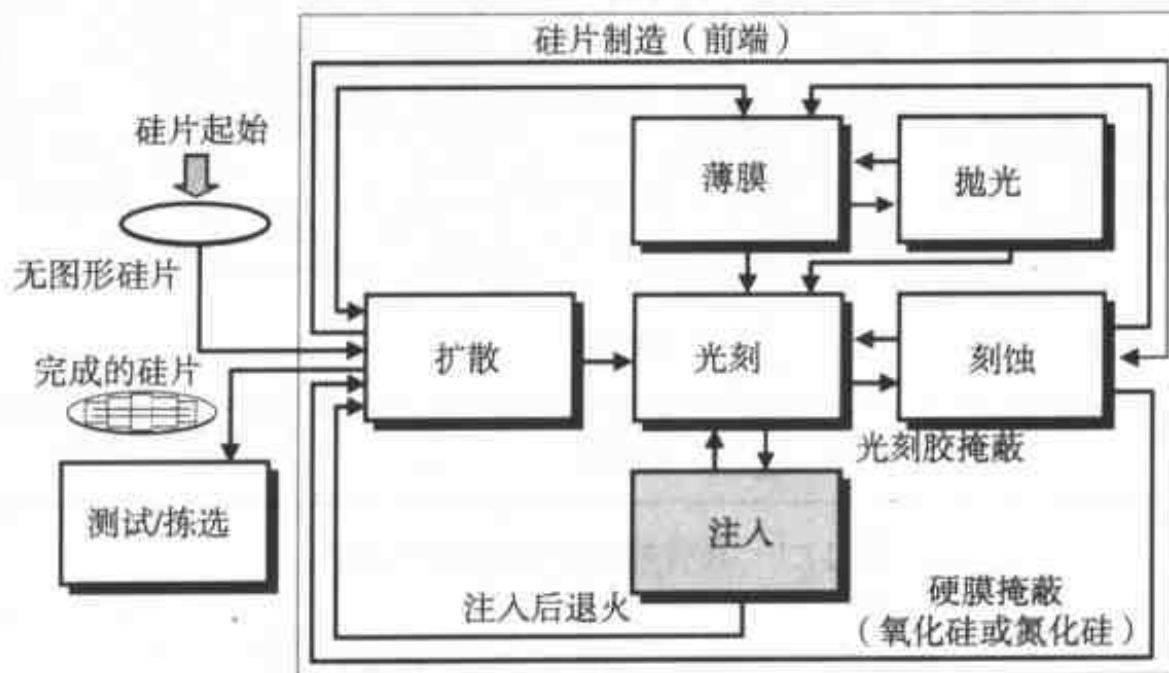 硅片制造（前端）
硅片起始
薄膜
抛光
无图形硅片
扩散
光刻
刻蚀
完成的硅片
光刻胶掩蔽
测试/拣选
注入
注入后退火
硬膜掩蔽
（氧化硅或氮化硅）